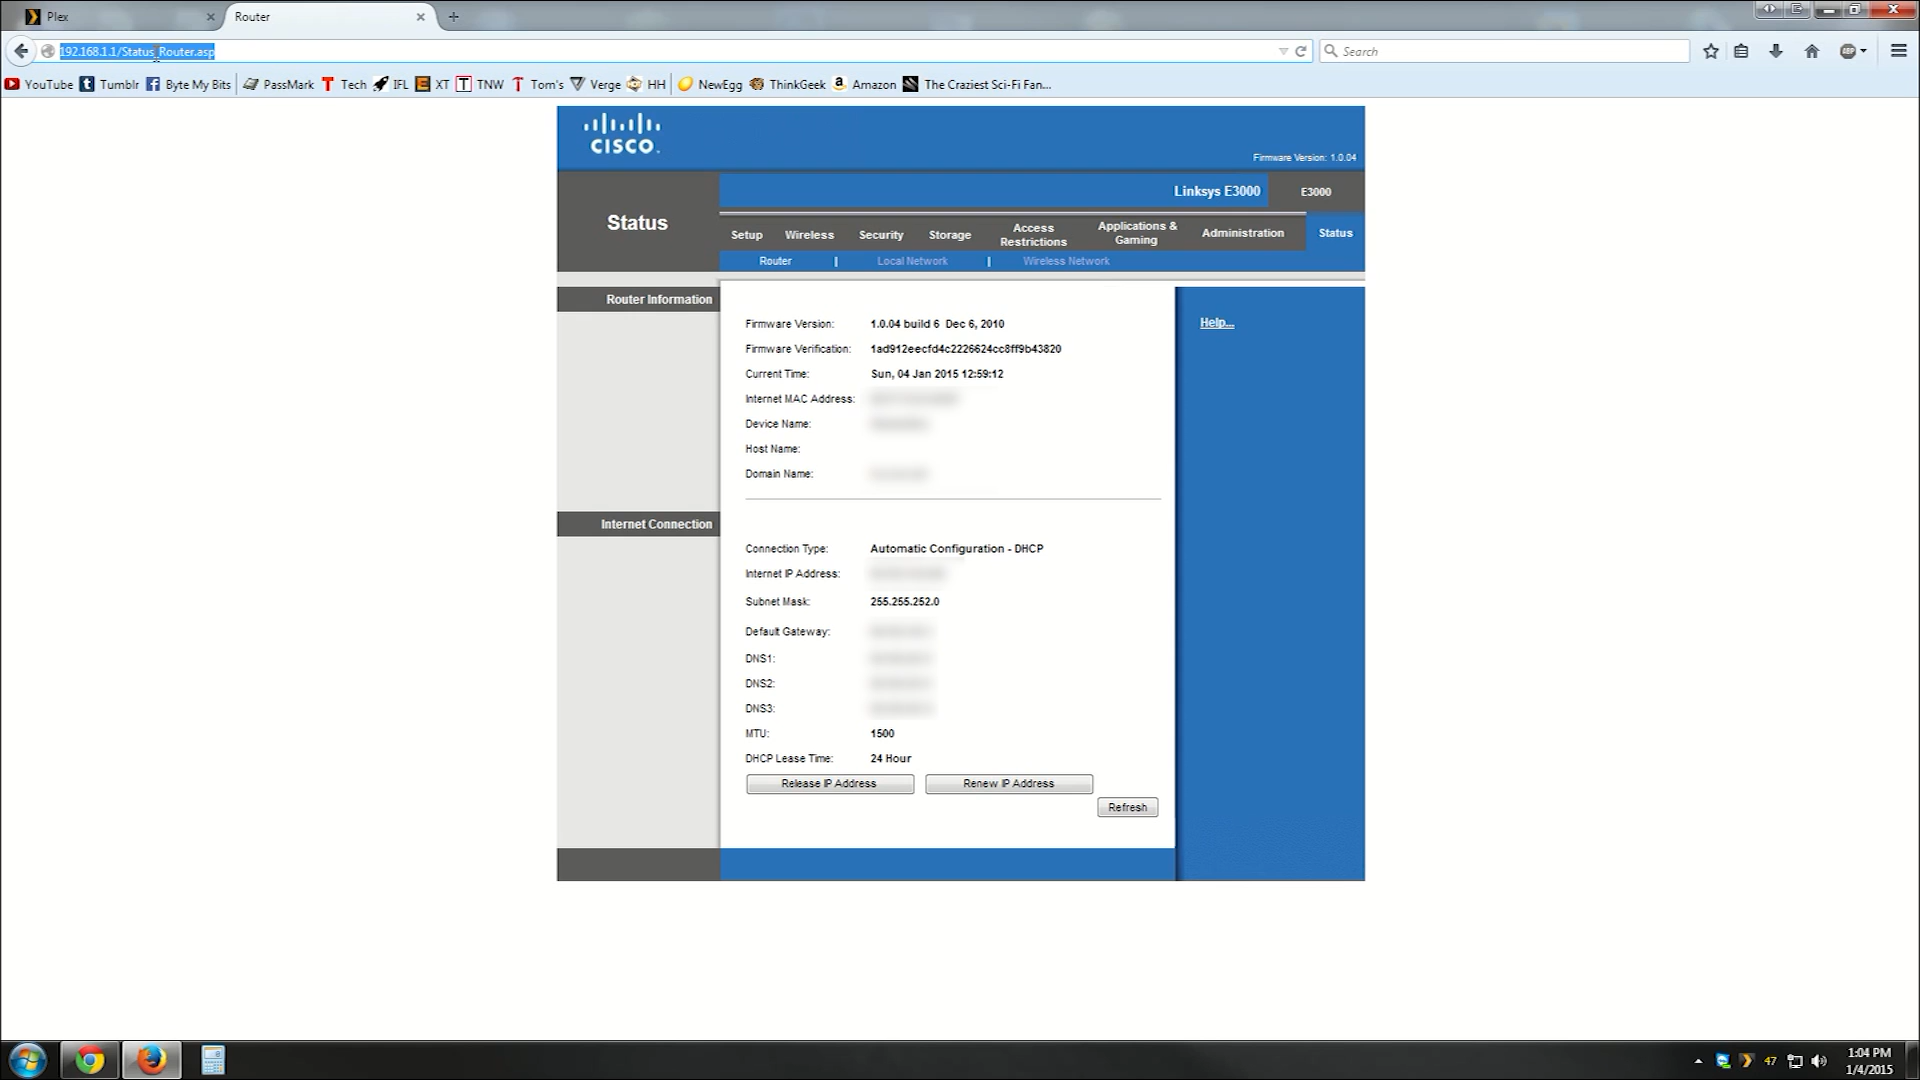 Plex
Router
192.168.1.1/Status_Router.asp
Search
ABP
YouTube Tumblr Byte My Bits PassMark Tech IFL XT TNW Tom's Verge HH NewEgg ThinkGeek Amazon The Craziest Sci-Fi Fan...
CISCO.
Firmware Version: 1.0.04
Linksys E3000 E3000
Status
Setup Wireless Security Storage Access Restrictions Applications & Gaming Administration Status
Router | Local Network | Wireless Network
Router Information
Firmware Version: 1.0.04 build 6 Dec 6, 2010
Firmware Verification: 1ad912eecfd4c2226624cc8ff9b43820
Current Time: Sun, 04 Jan 2015 12:59:12
Internet MAC Address:
Device Name:
Host Name:
Domain Name:
Help...
Internet Connection
Connection Type: Automatic Configuration - DHCP
Internet IP Address:
Subnet Mask: 255.255.252.0
Default Gateway:
DNS1:
DNS2:
DNS3:
MTU: 1500
DHCP Lease Time: 24 Hour
Release IP Address Renew IP Address
Refresh
47
1:04 PM
1/4/2015